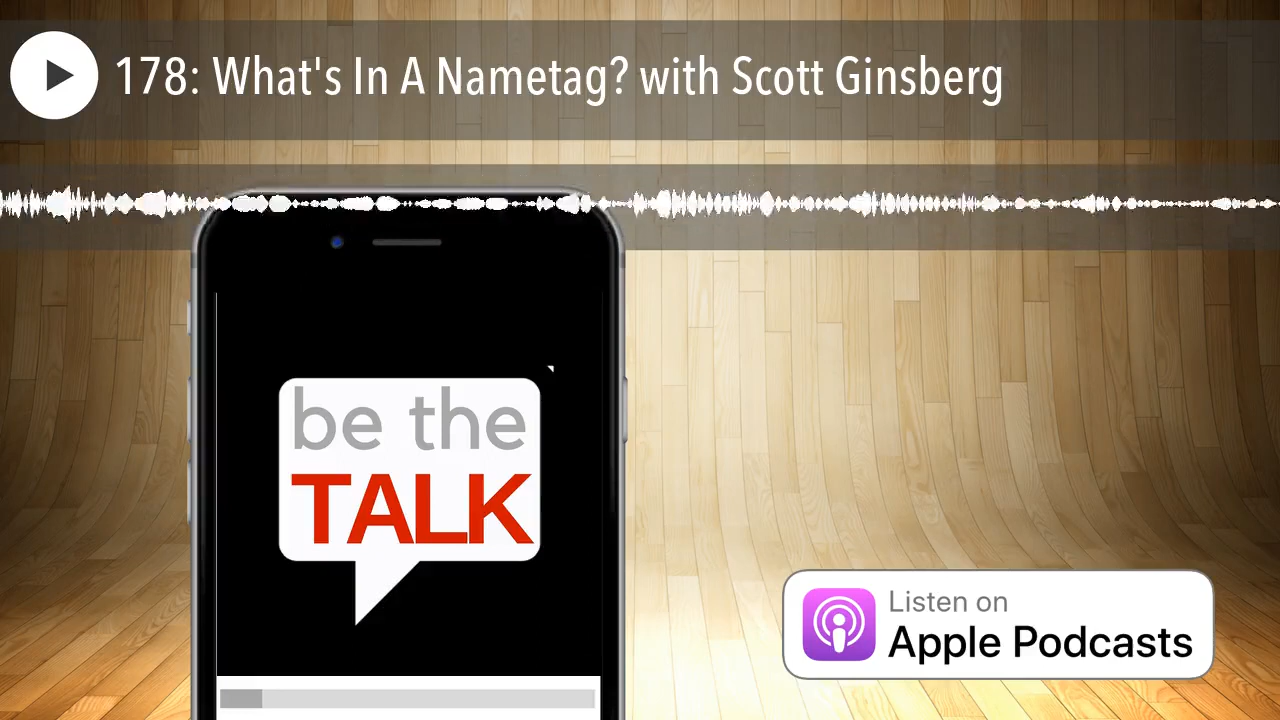 178: What's In A Nametag? with Scott Ginsberg
be the
TALK
Listen on
Apple Podcasts